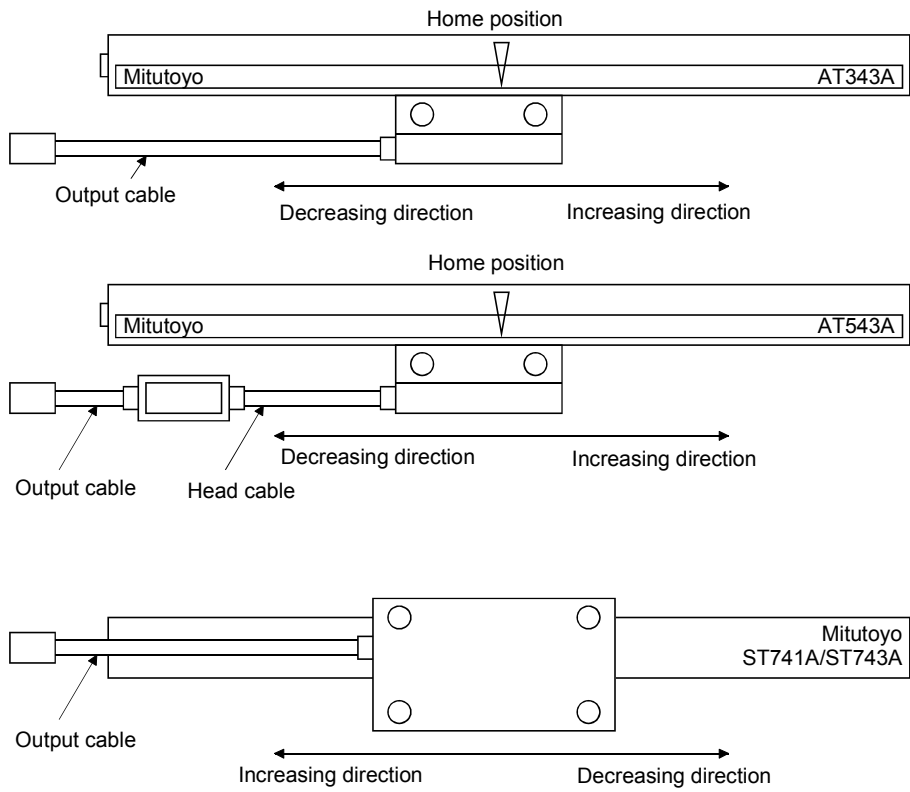 Home position
Mitutoyo AT343A
Output cable
Decreasing direction Increasing direction
Home position
Mitutoyo AT543A
Decreasing direction Increasing direction
Output cable Head cable
Mitutoyo
ST741A/ST743A
Output cable
Increasing direction Decreasing direction